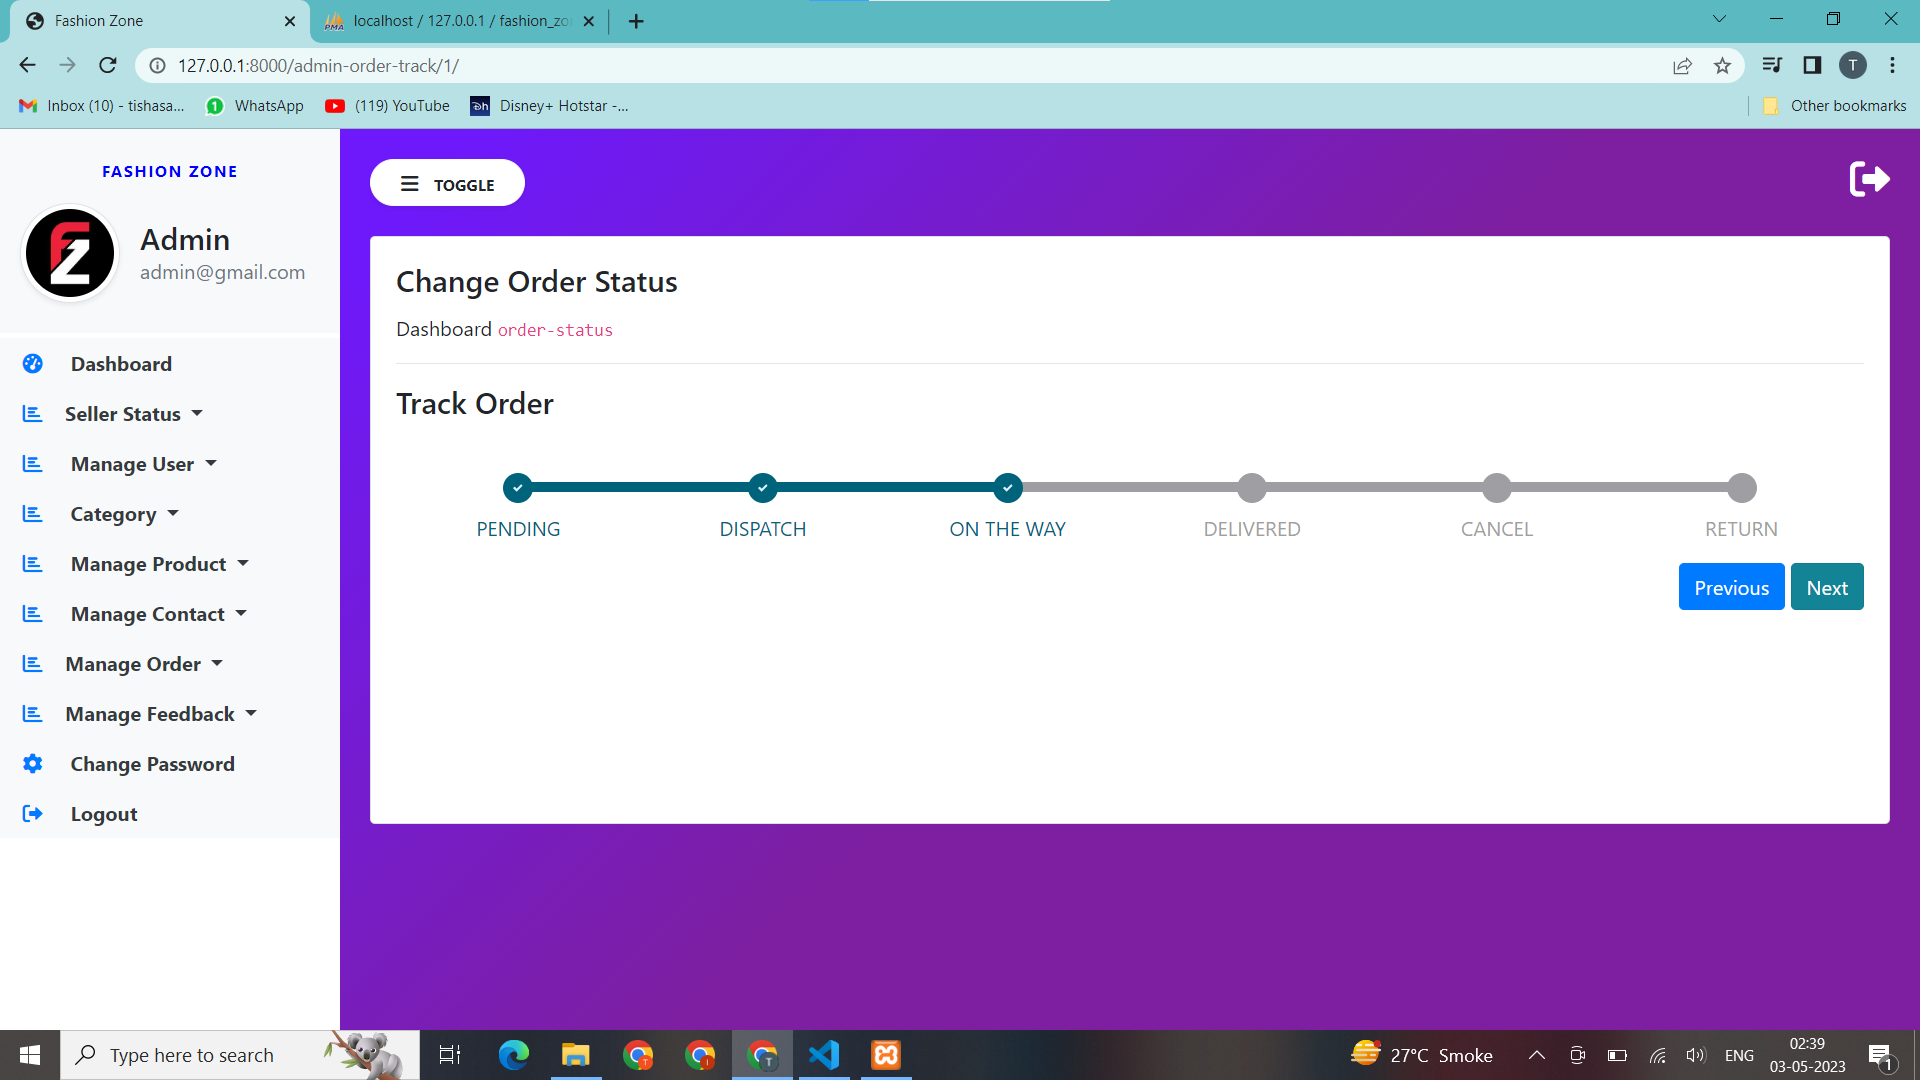 Fashion Zone
localhost / 127.0.0.1 / fashion_zo
127.0.0.1:8000/admin-order-track/1/
T
Inbox (10) - tishasa...
WhatsApp
(119) YouTube
Disney+ Hotstar -...
Other bookmarks
FASHION ZONE
Admin
admin@gmail.com
Dashboard
Seller Status
Manage User
Category
Manage Product
Manage Contact
Manage Order
Manage Feedback
Change Password
Logout
TOGGLE
Change Order Status
Dashboard order-status
Track Order
PENDING
DISPATCH
ON THE WAY
DELIVERED
CANCEL
RETURN
Previous
Next
Type here to search
27°C Smoke
ENG
02:39
03-05-2023
1